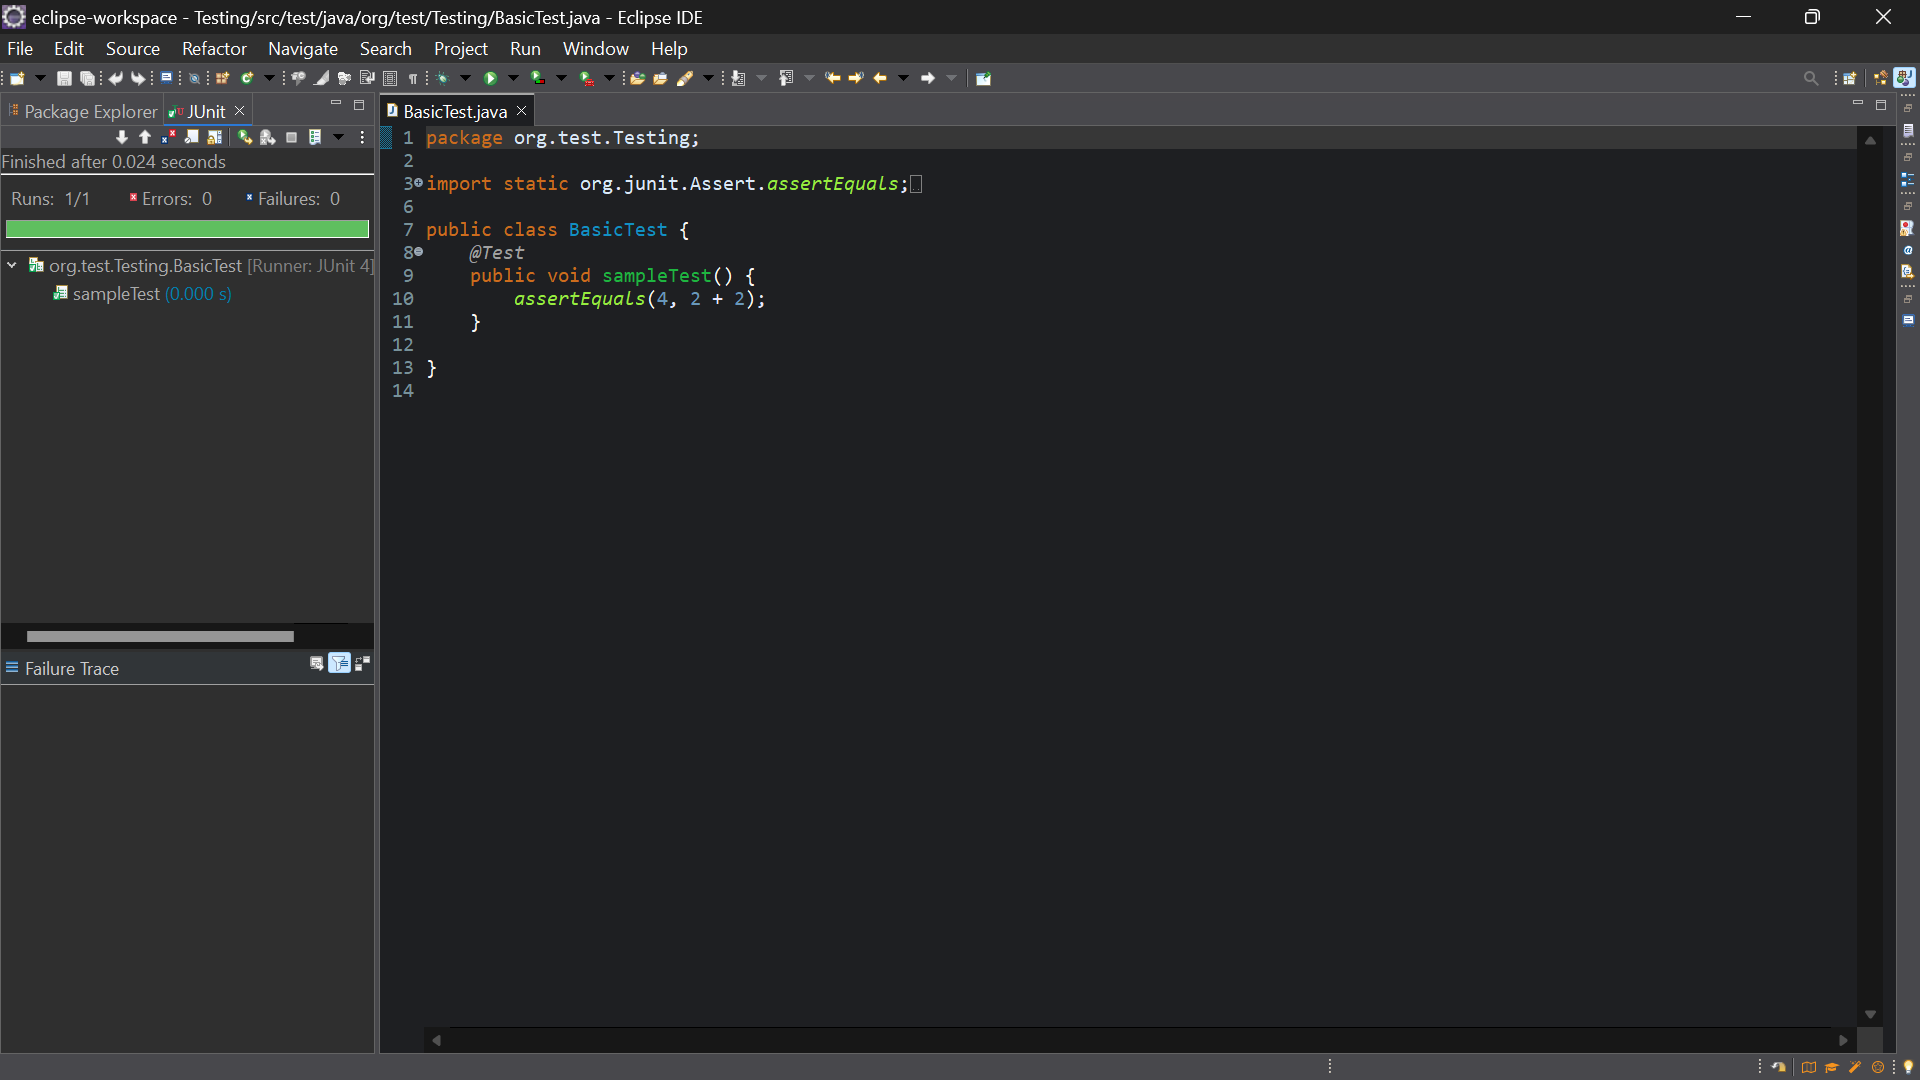 eclipse-workspace - Testing/src/test/java/org/test/Testing/BasicTest.java - Eclipse IDE
File Edit Source Refactor Navigate Search Project Run Window Help
Package Explorer JUnit
Finished after 0.024 seconds
Runs: 1/1 Errors: 0 Failures: 0
org.test.Testing.BasicTest [Runner: JUnit 4]
sampleTest (0.000 s)
Failure Trace
BasicTest.java
1 package org.test.Testing;
2
3 import static org.junit.Assert.assertEquals;
6
7 public class BasicTest {
8 @Test
9 public void sampleTest() {
10 assertEquals(4, 2 + 2);
11 }
12
13 }
14